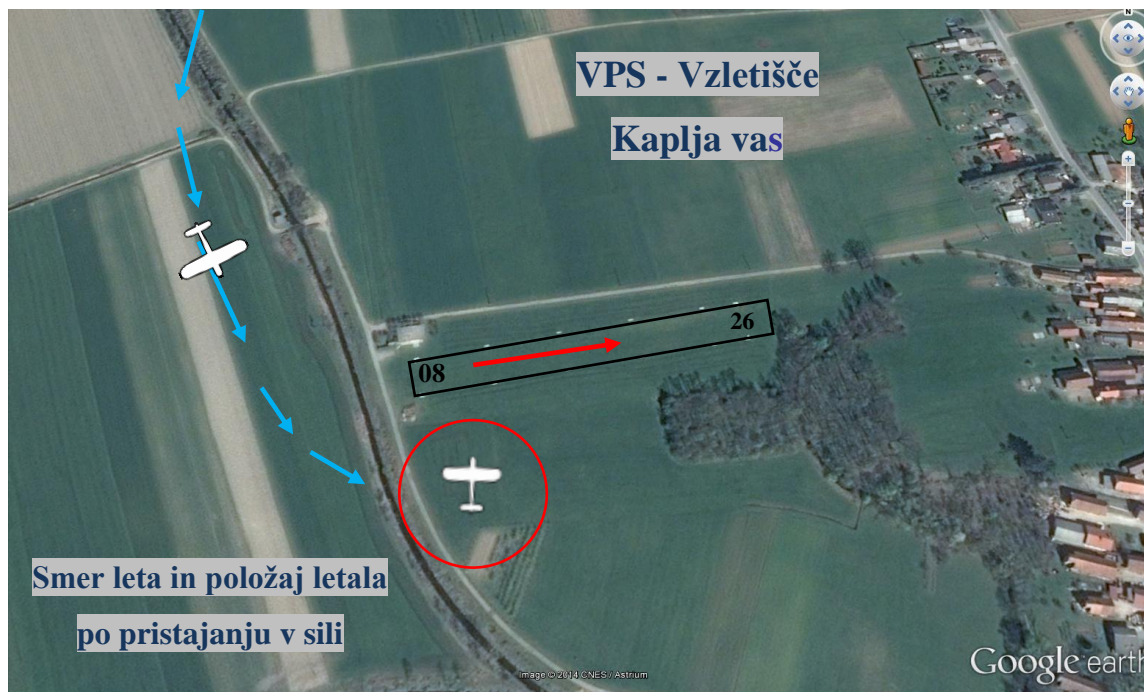 N
VPS - Vzletišče
Kaplja vas
26
08
Smer leta in položaj letala
po pristajanju v sili
Image © 2014 CNES / Astrium
Google earth